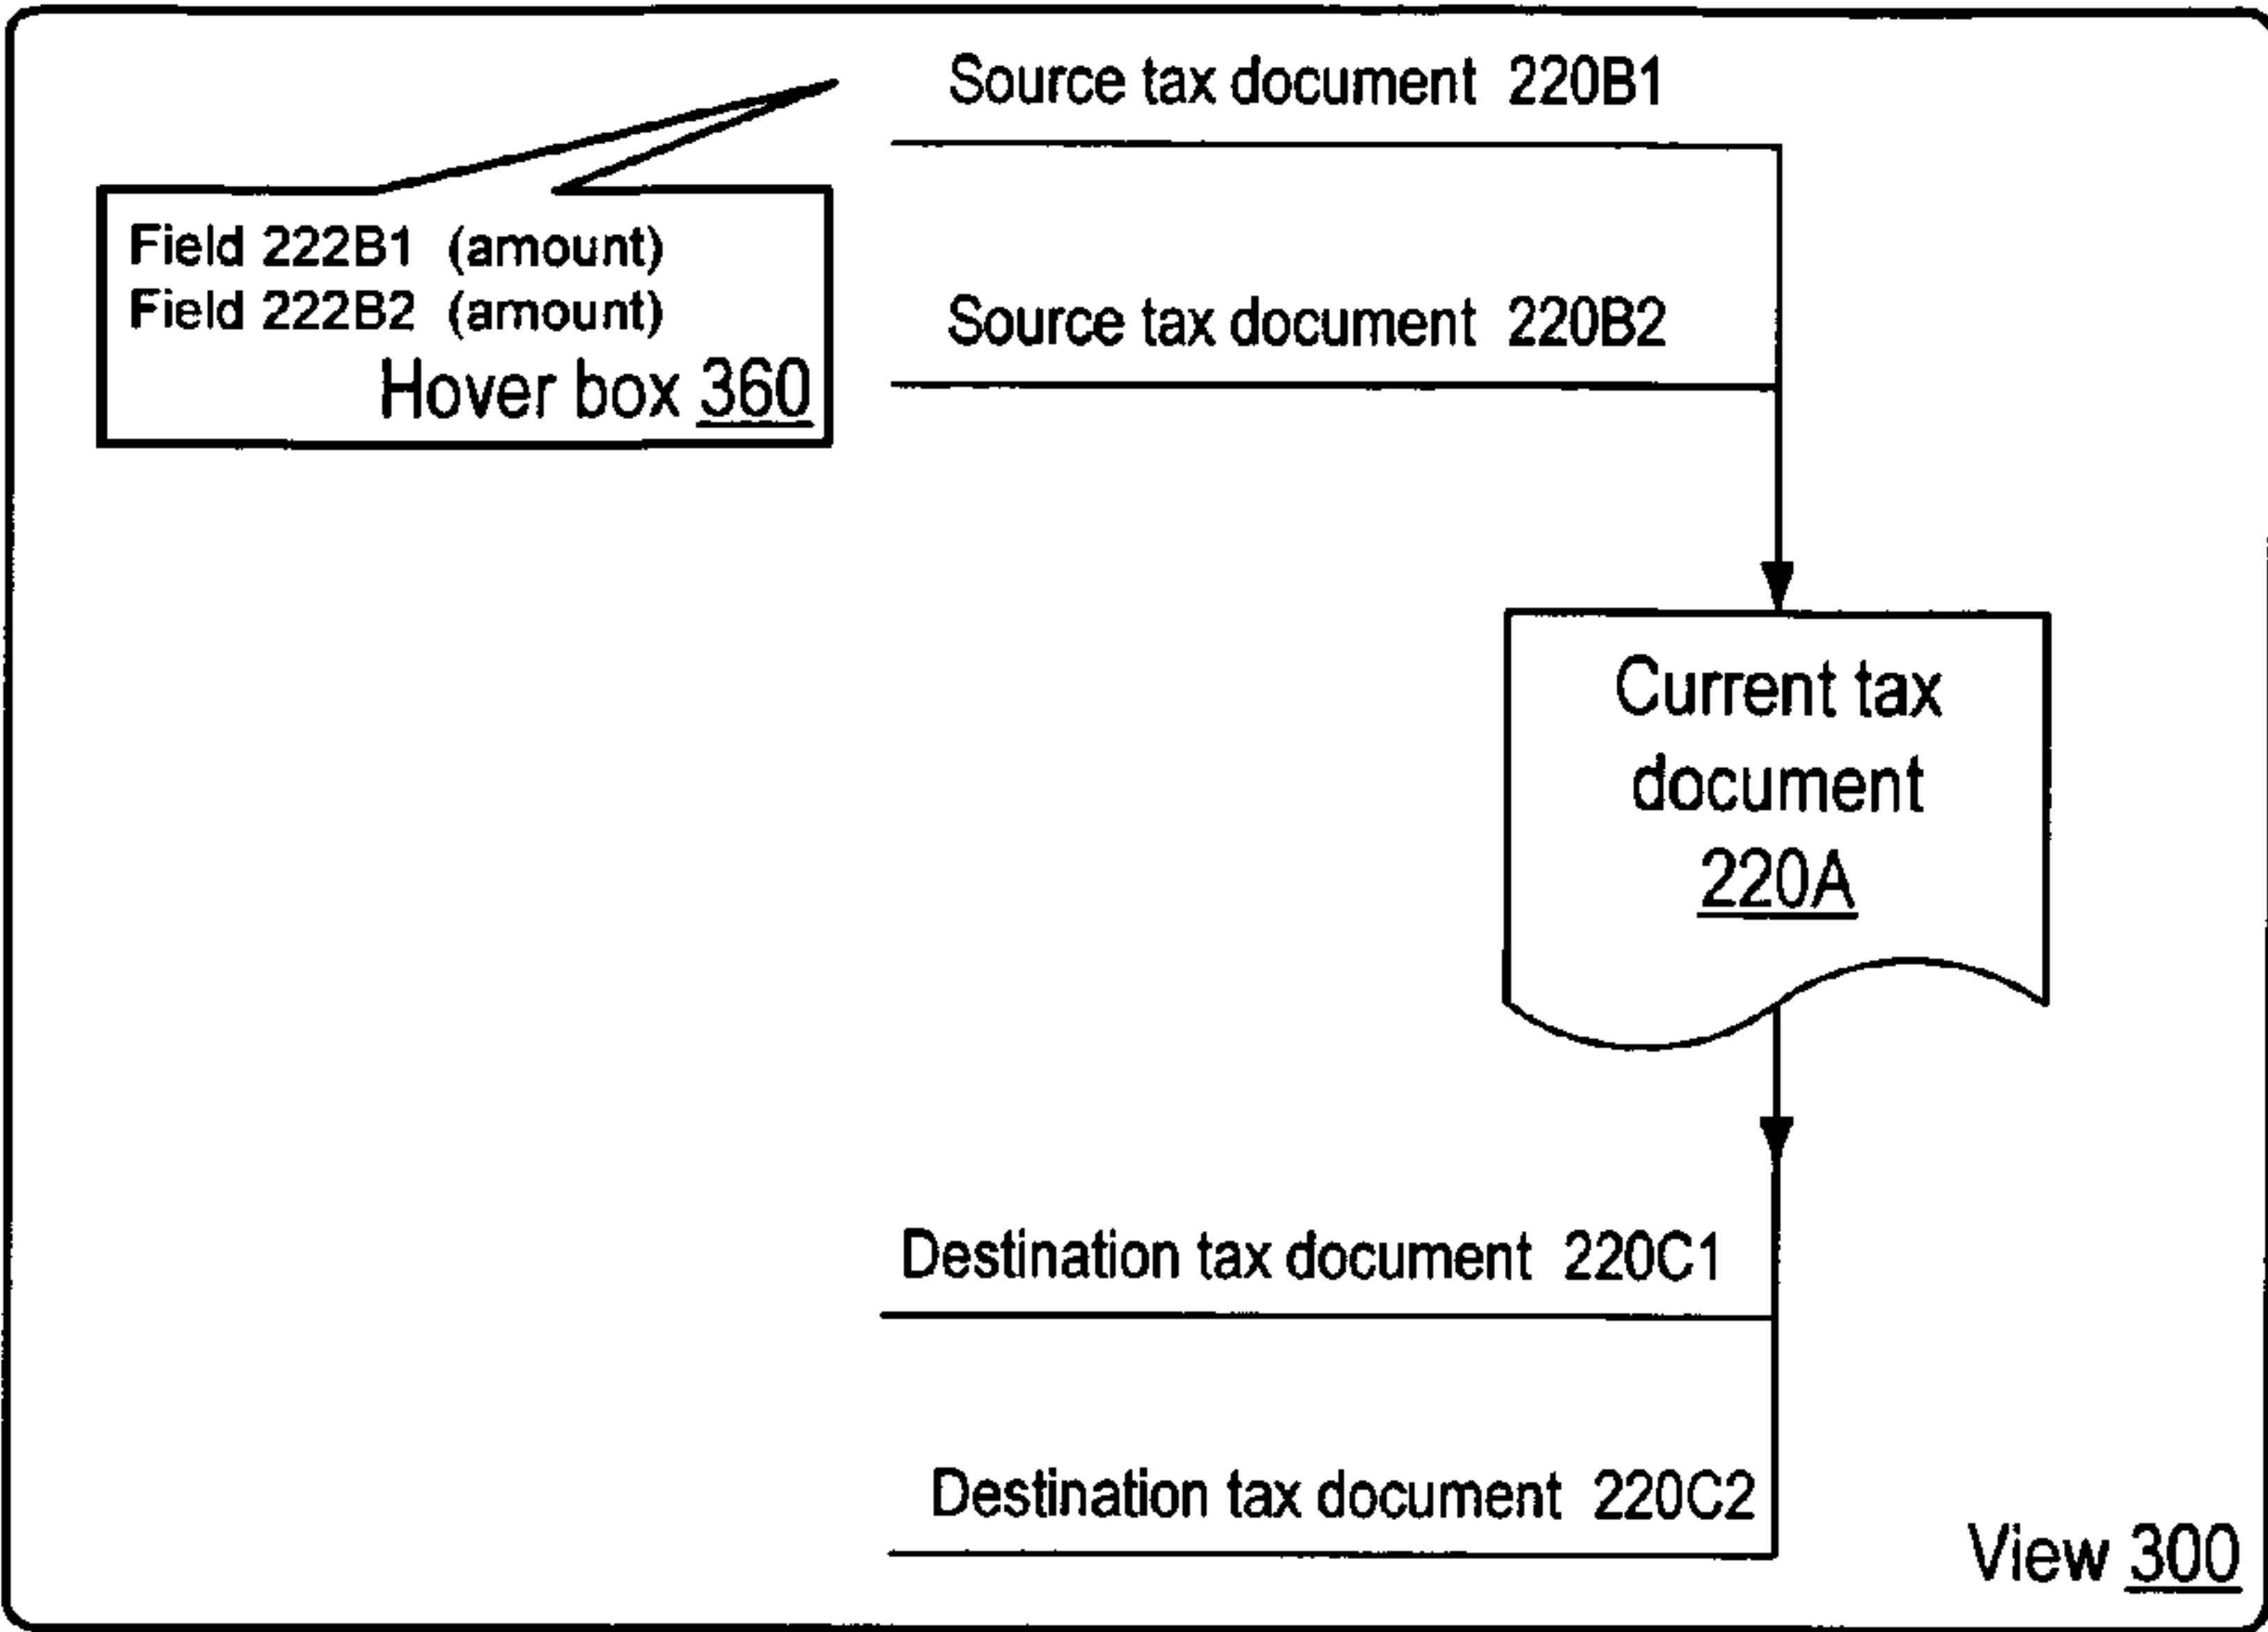 Source tax document 220B1
Field 222B1 (amount)
Field 222B2 (amount)
Hover box 360
Source tax document 220B2
Current tax
document
220A
Destination tax document 220C1
Destination tax document 220C2
View 300